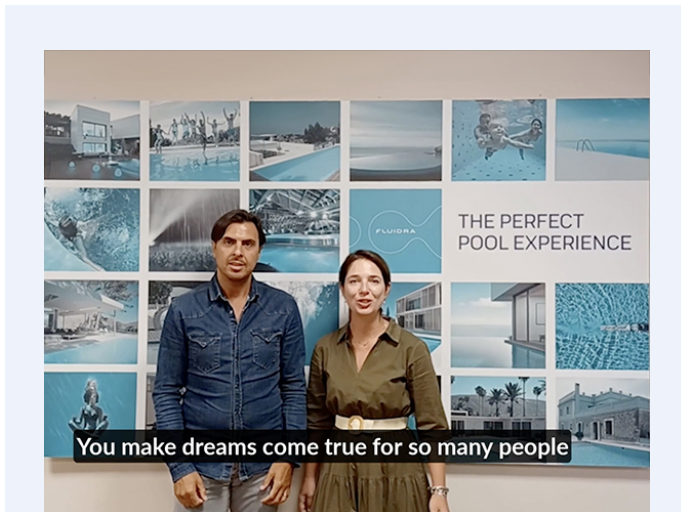 FLUIDRA
THE PERFECT
POOL EXPERIENCE
You make dreams come true for so many people